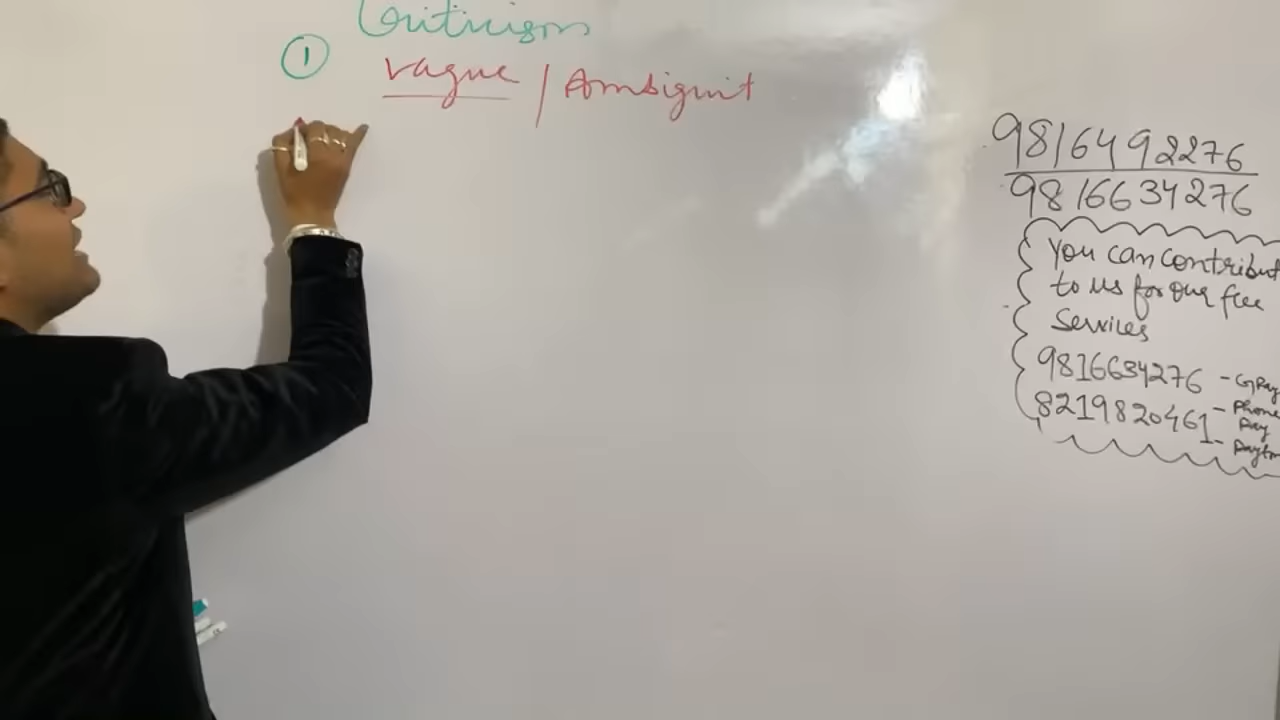 Criticism
① vague / Ambiguit
9816492276
9816634276
You can contribut
to us for our free
Services
9816634276 - GPay
8219820461 - Phone
Pay
- Paytm